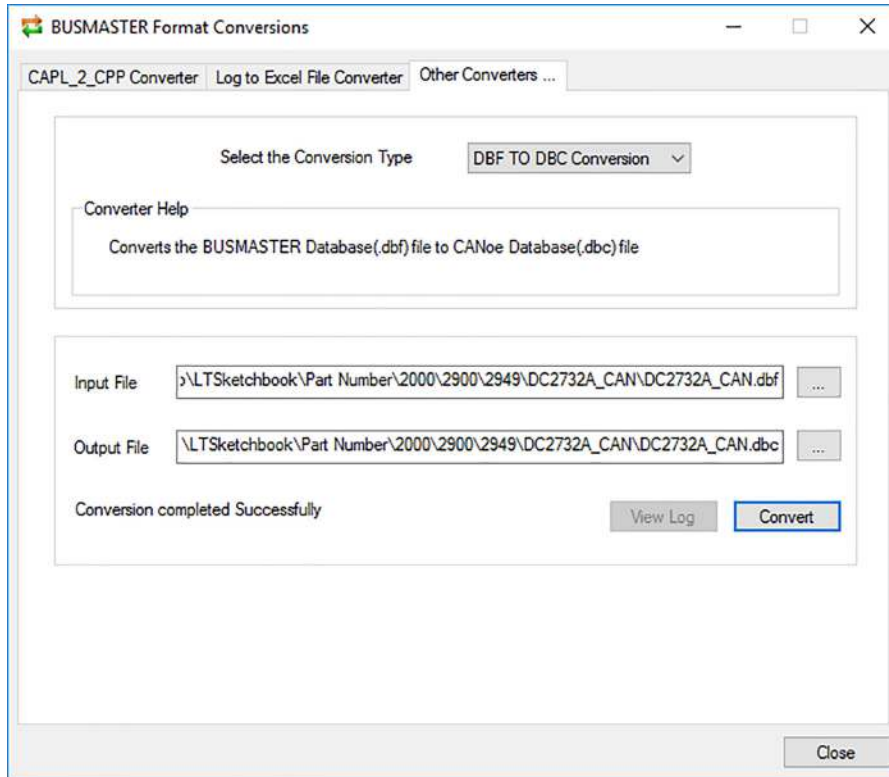 BUSMASTER Format Conversions
CAPL_2_CPP Converter Log to Excel File Converter Other Converters ...
Select the Conversion Type DBF TO DBC Conversion
Converter Help
Converts the BUSMASTER Database(.dbf) file to CANoe Database(.dbc) file
Input File \LTSketchbook\Part Number\2000\2900\2949\DC2732A_CAN\DC2732A_CAN.dbf ...
Output File \LTSketchbook\Part Number\2000\2900\2949\DC2732A_CAN\DC2732A_CAN.dbc ...
Conversion completed Successfully View Log Convert
Close